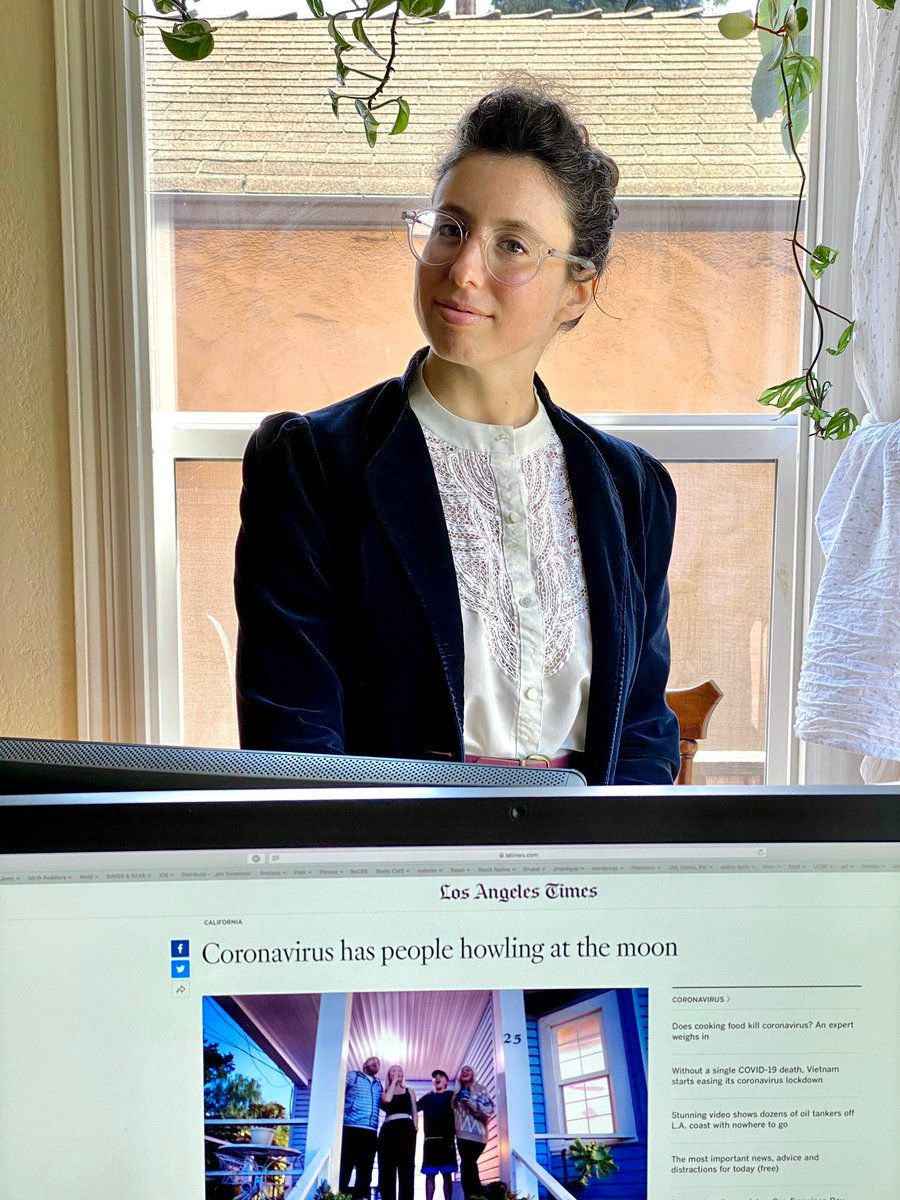 latimes.com
Los Angeles Times
CALIFORNIA
Coronavirus has people howling at the moon
25
CORONAVIRUS >
Does cooking food kill coronavirus? An expert
weighs in
Without a single COVID-19 death, Vietnam
starts easing its coronavirus lockdown
Stunning video shows dozens of oil tankers off
L.A. coast with nowhere to go
The most important news, advice and
distractions for today (free)